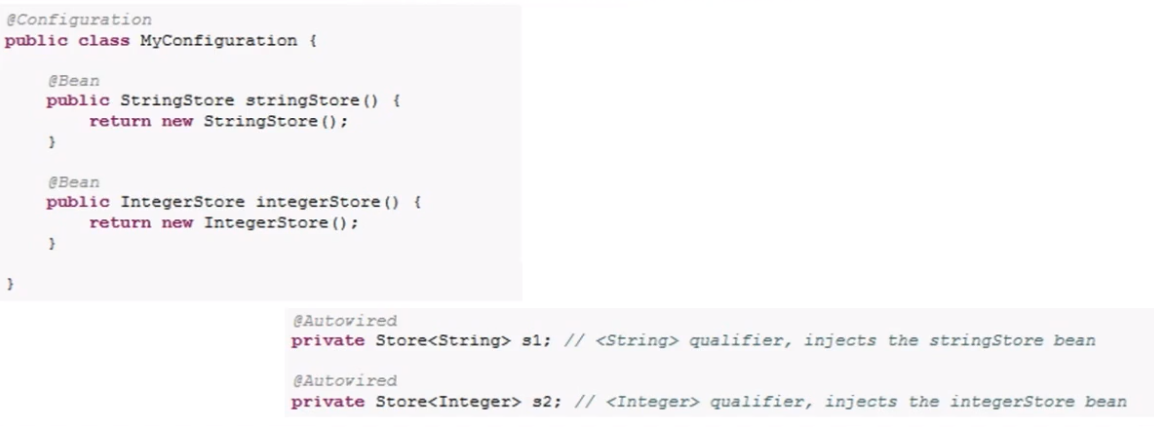 @Configuration
public class MyConfiguration {
@Bean
public StringStore stringStore() {
return new StringStore();
}
@Bean
public IntegerStore integerStore() {
return new IntegerStore();
}
}
@Autowired
private Store<String> s1; // <String> qualifier, injects the stringStore bean
@Autowired
private Store<Integer> s2; // <Integer> qualifier, injects the integerStore bean